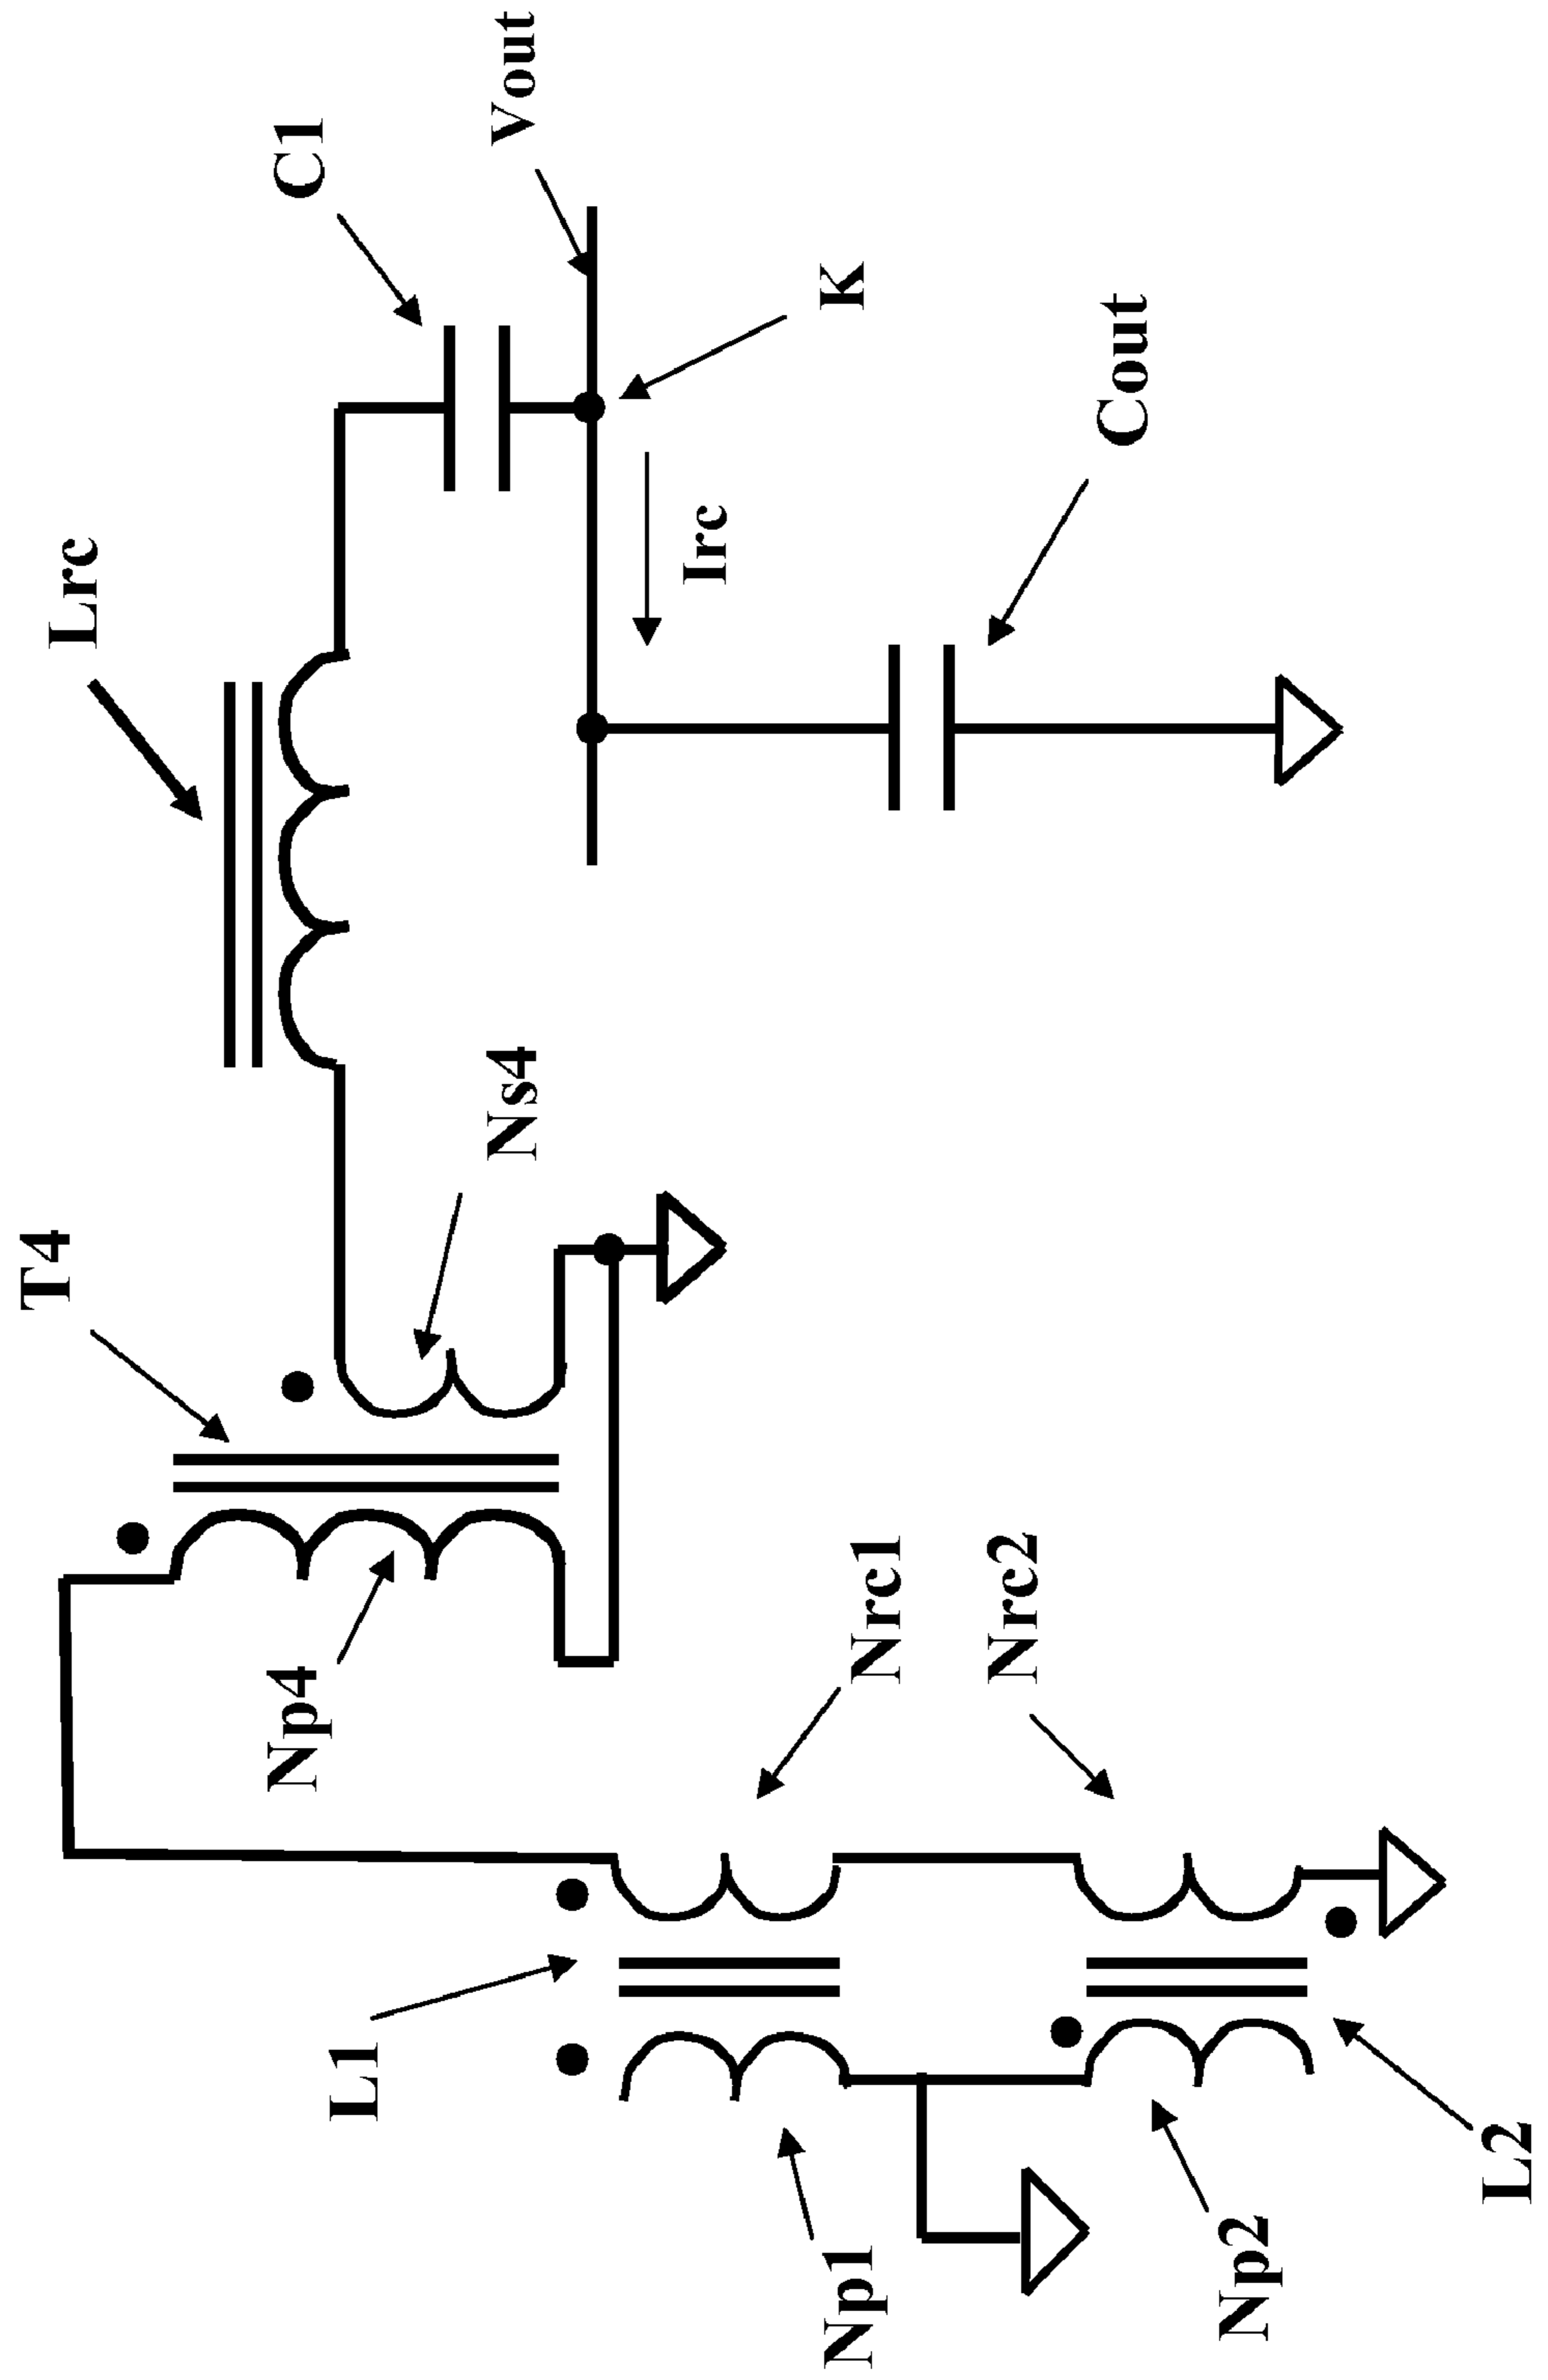 T4
Lrc
C1
Vout
Np4
Ns4
K
Irc
L1
Nrc1
Cout
Np1
Nrc2
Np2
L2